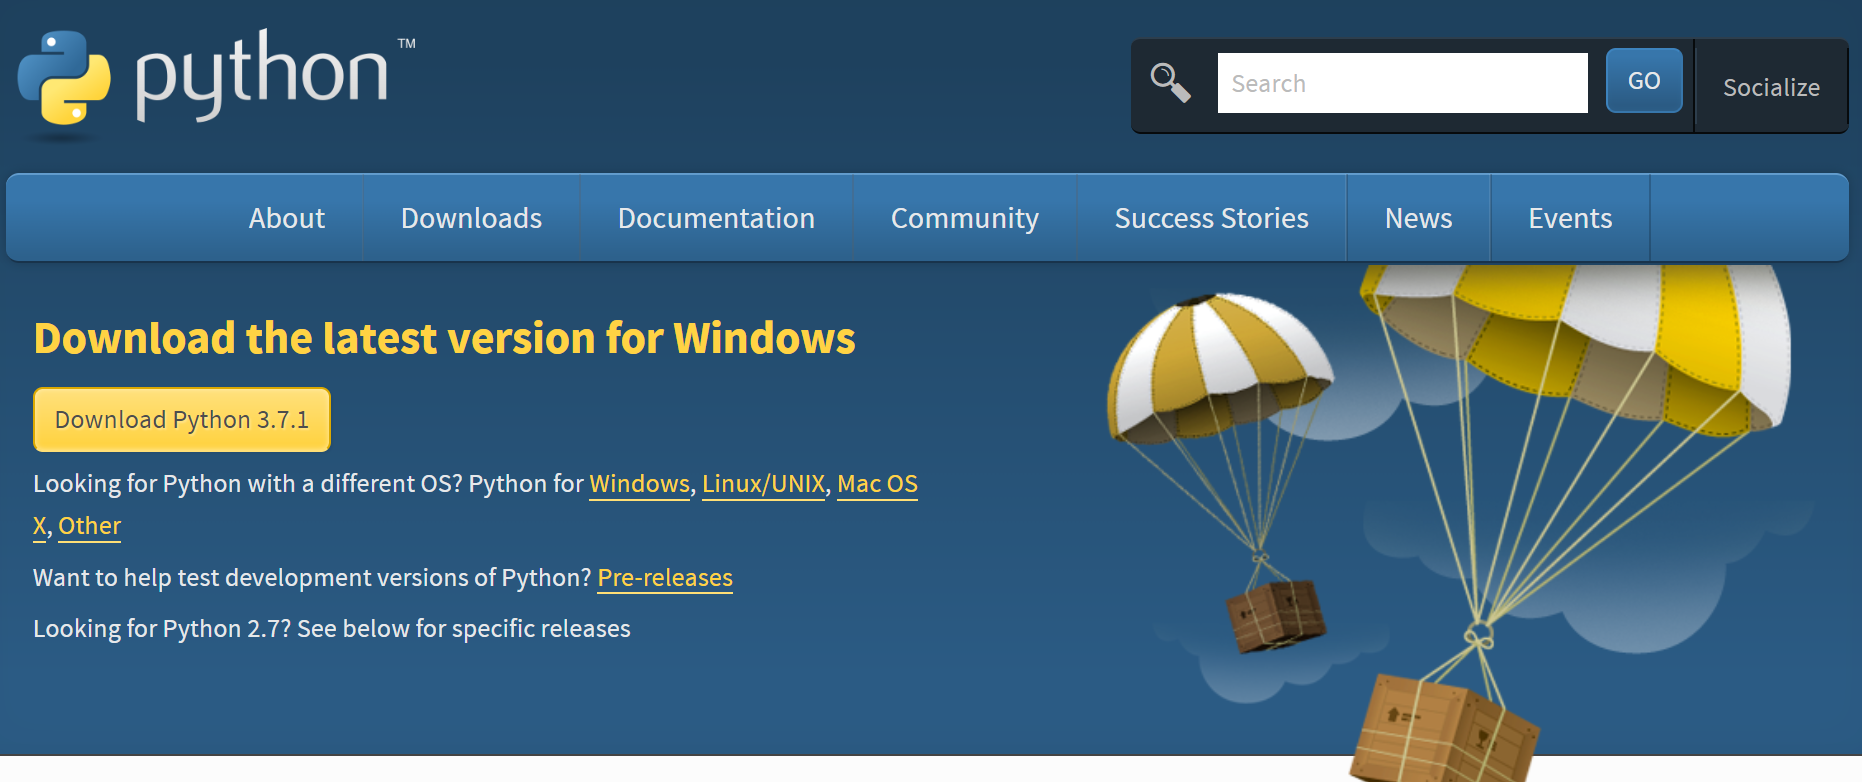 python™
Search
GO
Socialize
About
Downloads
Documentation
Community
Success Stories
News
Events
Download the latest version for Windows
Download Python 3.7.1
Looking for Python with a different OS? Python for Windows, Linux/UNIX, Mac OS
X, Other
Want to help test development versions of Python? Pre-releases
Looking for Python 2.7? See below for specific releases